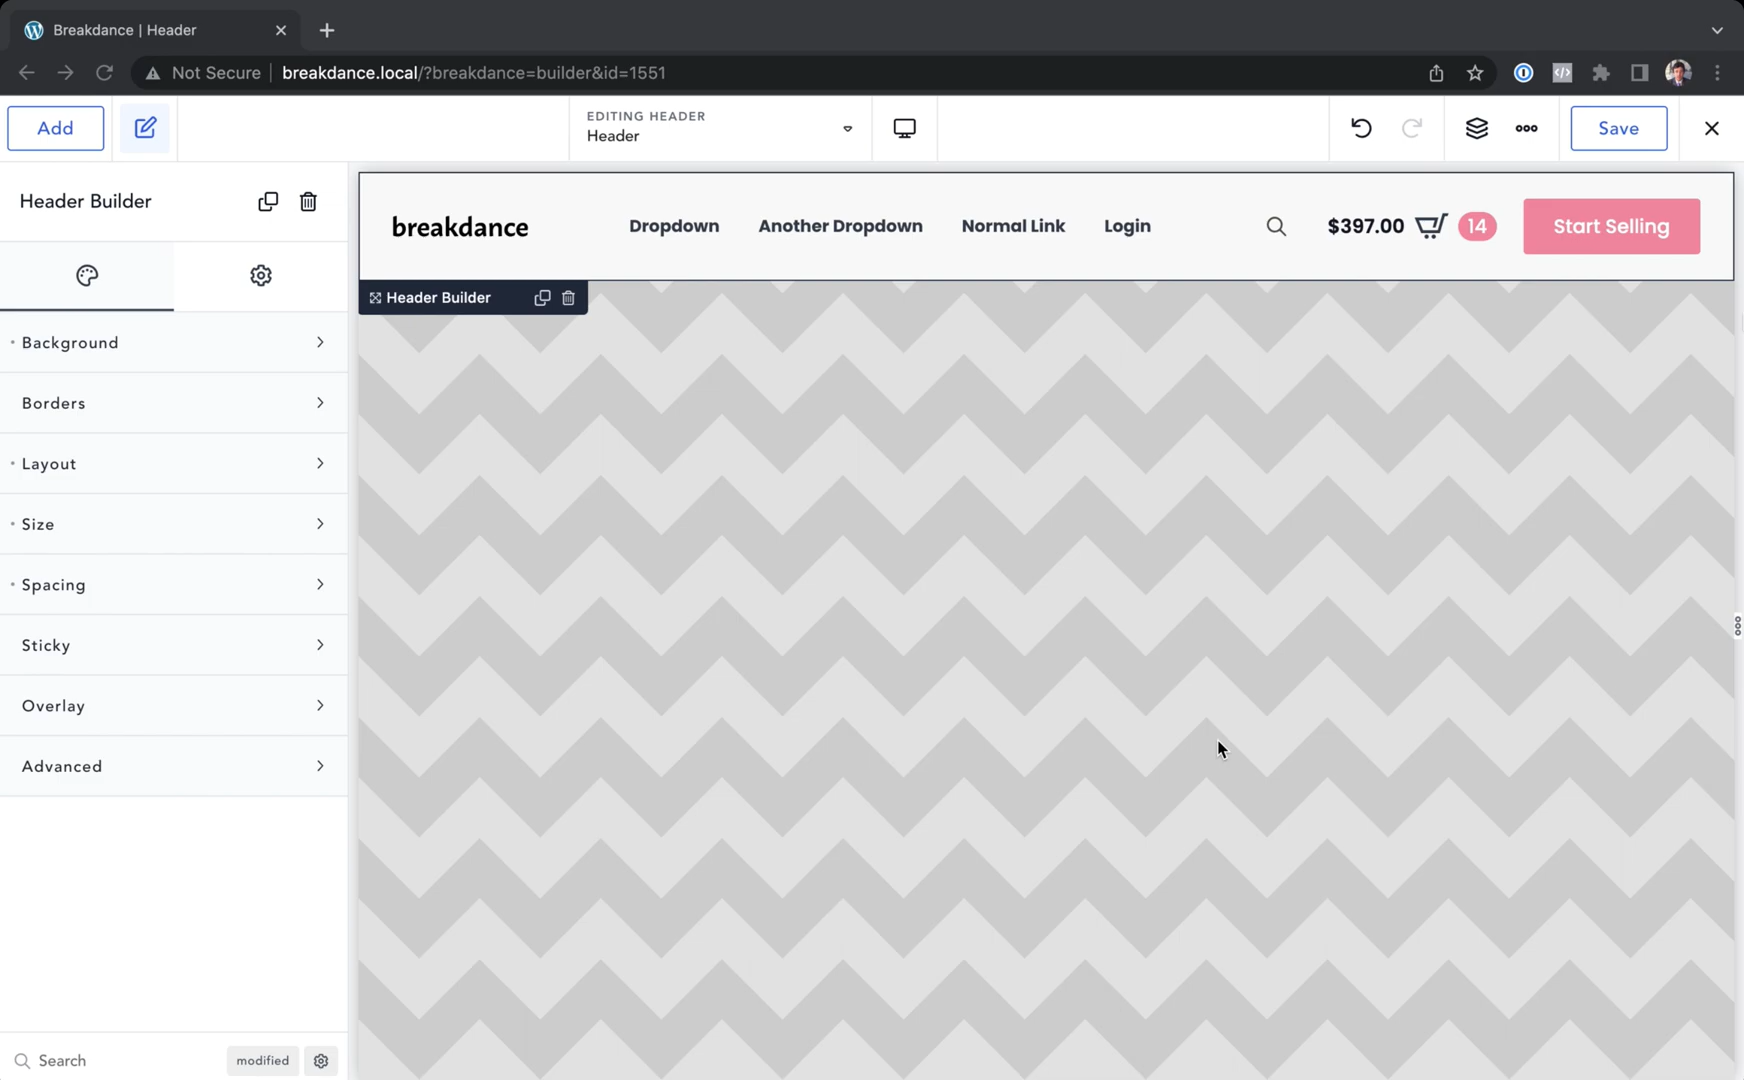 Breakdance | Header
Not Secure
breakdance.local/?breakdance=builder&id=1551
Add
EDITING HEADER
Header
Save
Header Builder
breakdance
Dropdown
Another Dropdown
Normal Link
Login
$397.00
14
Start Selling
Header Builder
Background
Borders
Layout
Size
Spacing
Sticky
Overlay
Advanced
Search
modified